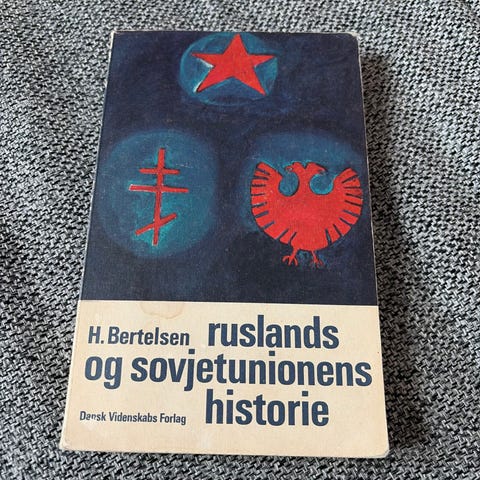 H. Bertelsen ruslands
og sovjetunionens
Dansk Videnskabs Forlag historie